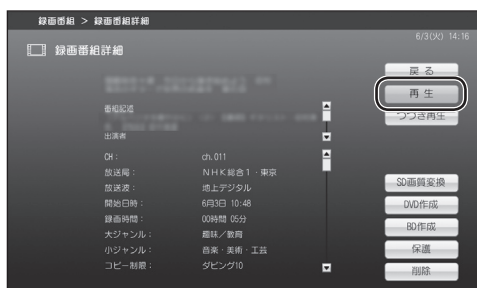 録画番組 ＞ 録画番組詳細
6/3(火) 14:16
録画番組詳細
戻 る
再 生
つづき再生
番組記述
出演者
CH： ch.011
放送局： ＮＨＫ総合１・東京
放送波： 地上デジタル
開始日時： 6月3日 10:48
録画時間： 00時間 05分
大ジャンル： 趣味／教育
小ジャンル： 音楽・美術・工芸
コピー制限： ダビング10
SD画質変換
DVD作成
BD作成
保護
削除